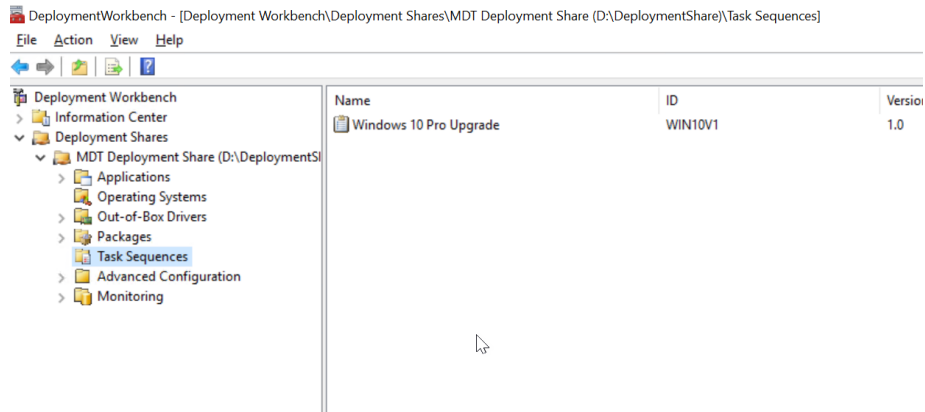 DeploymentWorkbench - [Deployment Workbench\Deployment Shares\MDT Deployment Share (D:\DeploymentShare)\Task Sequences]
File Action View Help
Deployment Workbench
Information Center
Deployment Shares
MDT Deployment Share (D:\DeploymentSl
Applications
Operating Systems
Out-of-Box Drivers
Packages
Task Sequences
Advanced Configuration
Monitoring
Name ID Version
Windows 10 Pro Upgrade WIN10V1 1.0